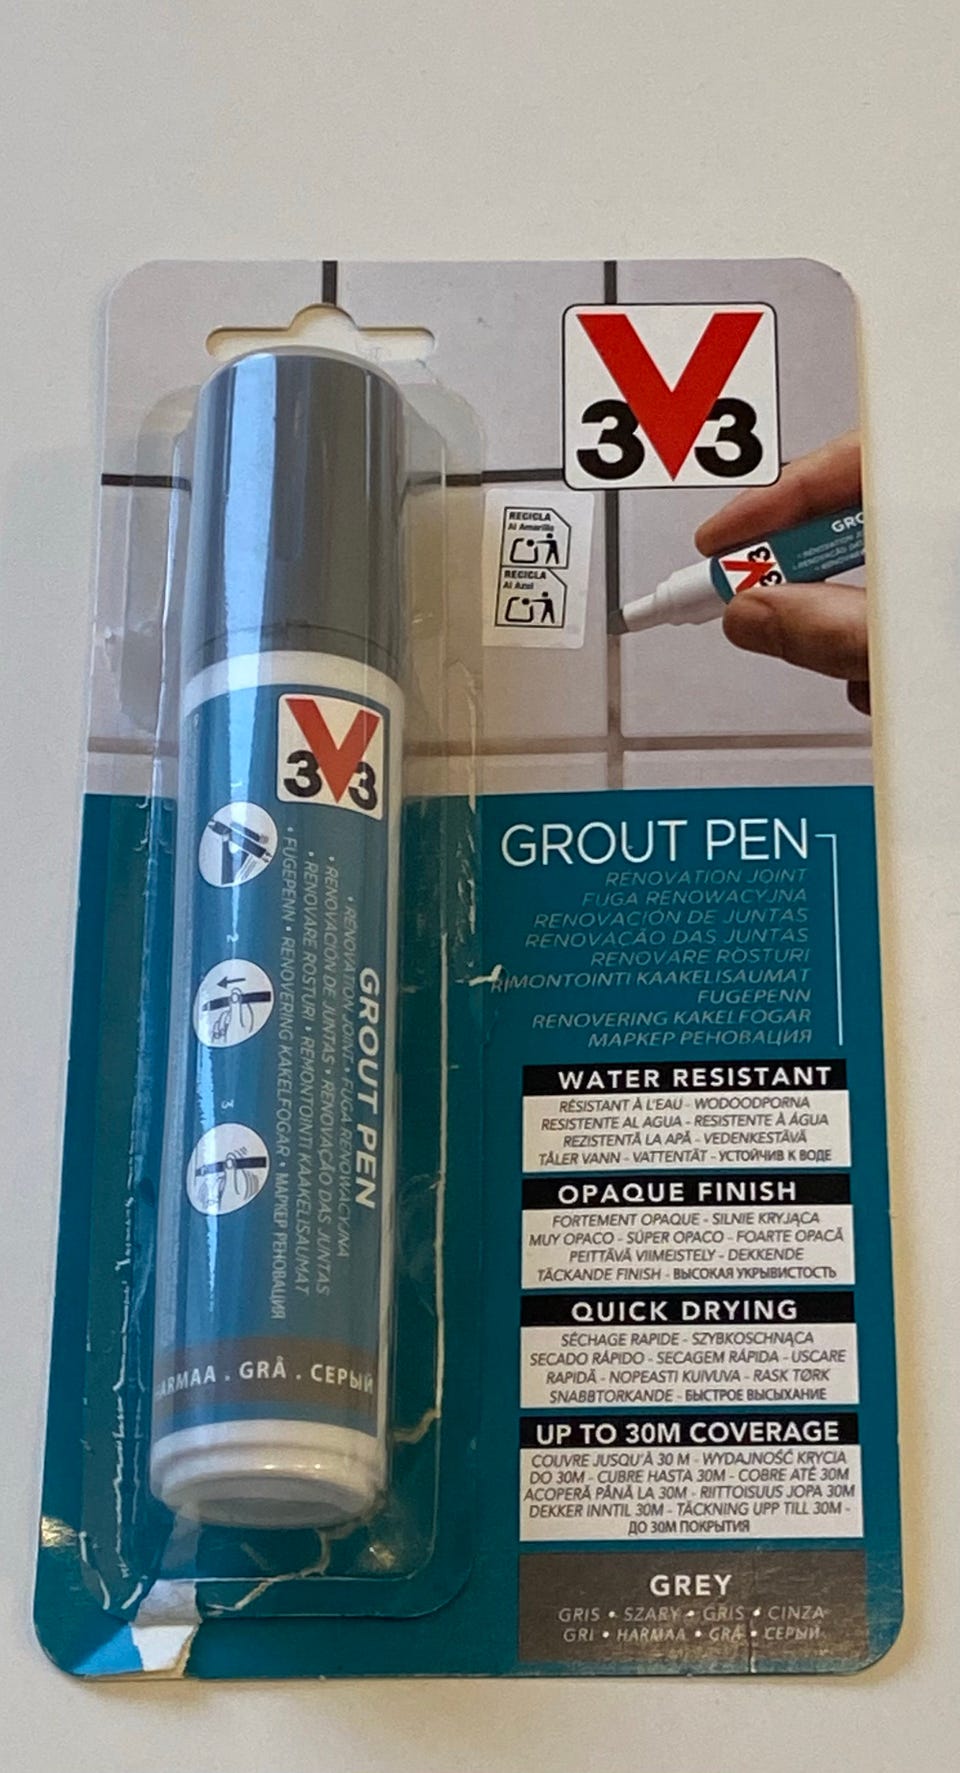 3V3
RECICLA
Al Amarillo
RECICLA
Al Azul
GRO
3V3
GROUT PEN
RENOVATION JOINT
FUGA RENOWACYJNA
RENOVACIÓN DE JUNTAS
RENOVAÇÃO DAS JUNTAS
RENOVARE ROSTURI
RIMONTOINTI KAAKELISAUMAT
FUGEPENN
RENOVERING KAKELFOGAR
МАРКЕР РЕНОВАЦИЯ
WATER RESISTANT
RÉSISTANT À L'EAU - WODOODPORNA
RESISTENTE AL AGUA - RESISTENTE À ÁGUA
REZISTENTĂ LA APĂ - VEDENKESTÄVÄ
TÅLER VANN - VATTENTÄT - УСТОЙЧИВ К ВОДЕ
OPAQUE FINISH
FORTEMENT OPAQUE - SILNIE KRYJĄCA
MUY OPACO - SÚPER OPACO - FOARTE OPACĂ
PEITTÄVÄ VIIMEISTELY - DEKKENDE
TÄCKANDE FINISH - ВЫСОКАЯ УКРЫВИСТОСТЬ
QUICK DRYING
SÉCHAGE RAPIDE - SZYBKOSCHNĄCA
SECADO RÁPIDO - SECAGEM RÁPIDA - USCARE
RAPIDĂ - NOPEASTI KUIVUVA - RASK TØRK
SNABBTORKANDE - БЫСТРОЕ ВЫСЫХАНИЕ
UP TO 30M COVERAGE
COUVRE JUSQU'À 30 M - WYDAJNOŚĆ KRYCIA
DO 30M - CUBRE HASTA 30M - COBRE ATÉ 30M
ACOPERĂ PÂNĂ LA 30M - RIITTOISUUS JOPA 30M
DEKKER INNTIL 30M - TÄCKNING UPP TILL 30M -
ДО 30М ПОКРЫТИЯ
GREY
GRIS • SZARY • GRIS • CINZA
GRI • HARMAA • GRÅ • СЕРЫЙ
3V3
1
2
3
GROUT PEN
• RENOVATION JOINT • FUGA RENOWACYJNA
• RENOVACIÓN DE JUNTAS • RENOVAÇÃO DAS JUNTAS
• RENOVARE ROSTURI • REMONTOINTI KAAKELISAUMAT
• FUGEPENN • RENOVERING KAKELFOGAR • МАРКЕР РЕНОВАЦИЯ
HARMAA . GRÅ . СЕРЫЙ